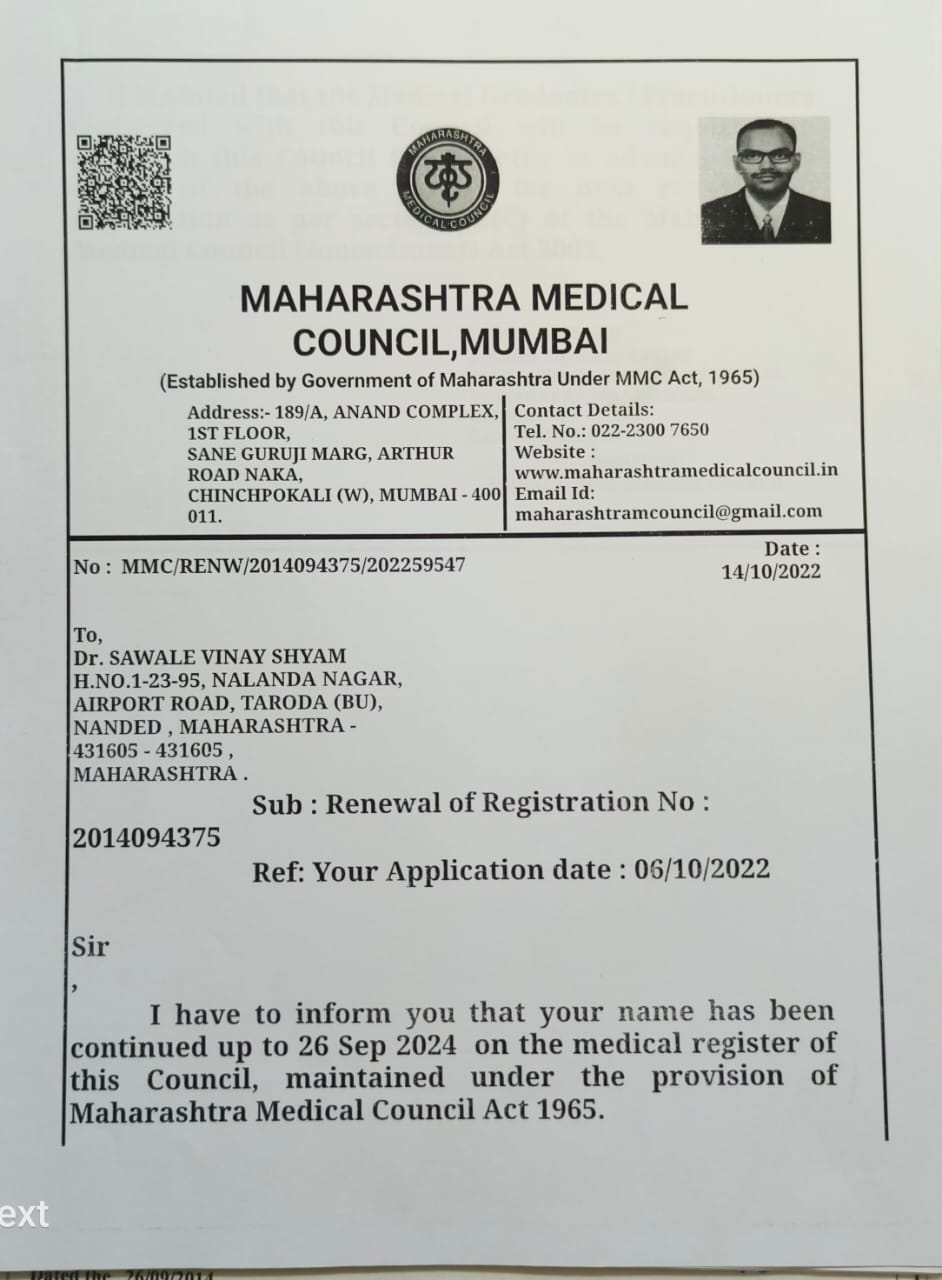 MAHARASHTRA
MEDICAL COUNCIL
MAHARASHTRA MEDICAL
COUNCIL,MUMBAI
(Established by Government of Maharashtra Under MMC Act, 1965)
Address:- 189/A, ANAND COMPLEX,
1ST FLOOR,
SANE GURUJI MARG, ARTHUR
ROAD NAKA,
CHINCHPOKALI (W), MUMBAI - 400
011.
Contact Details:
Tel. No.: 022-2300 7650
Website :
www.maharashtramedicalcouncil.in
Email Id:
maharashtramcouncil@gmail.com
No : MMC/RENW/2014094375/202259547
Date :
14/10/2022
To,
Dr. SAWALE VINAY SHYAM
H.NO.1-23-95, NALANDA NAGAR,
AIRPORT ROAD, TARODA (BU),
NANDED , MAHARASHTRA -
431605 - 431605 ,
MAHARASHTRA .
Sub : Renewal of Registration No :
2014094375
Ref: Your Application date : 06/10/2022
Sir
,
I have to inform you that your name has been
continued up to 26 Sep 2024 on the medical register of
this Council, maintained under the provision of
Maharashtra Medical Council Act 1965.
ext
Dated the 26/09/2014